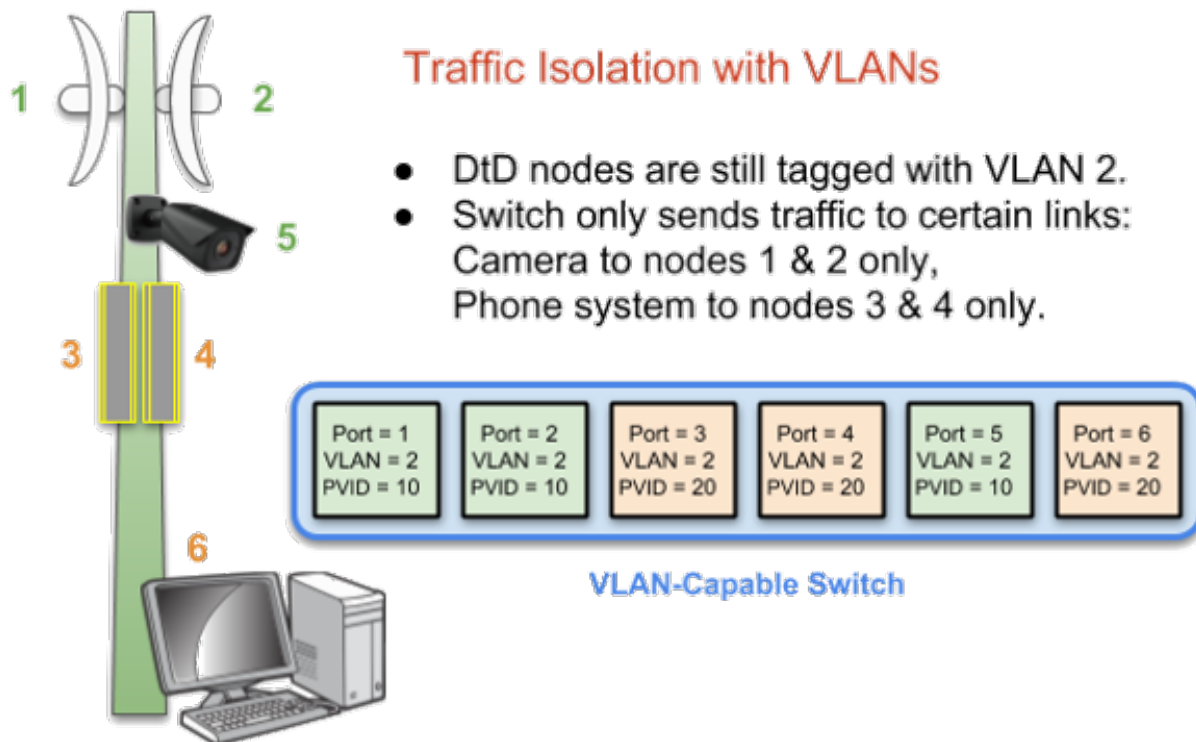 Traffic Isolation with VLANs
1
2
● DtD nodes are still tagged with VLAN 2.
● Switch only sends traffic to certain links:
Camera to nodes 1 & 2 only,
Phone system to nodes 3 & 4 only.
5
3
4
Port = 1
VLAN = 2
PVID = 10
Port = 2
VLAN = 2
PVID = 10
Port = 3
VLAN = 2
PVID = 20
Port = 4
VLAN = 2
PVID = 20
Port = 5
VLAN = 2
PVID = 10
Port = 6
VLAN = 2
PVID = 20
6
VLAN-Capable Switch